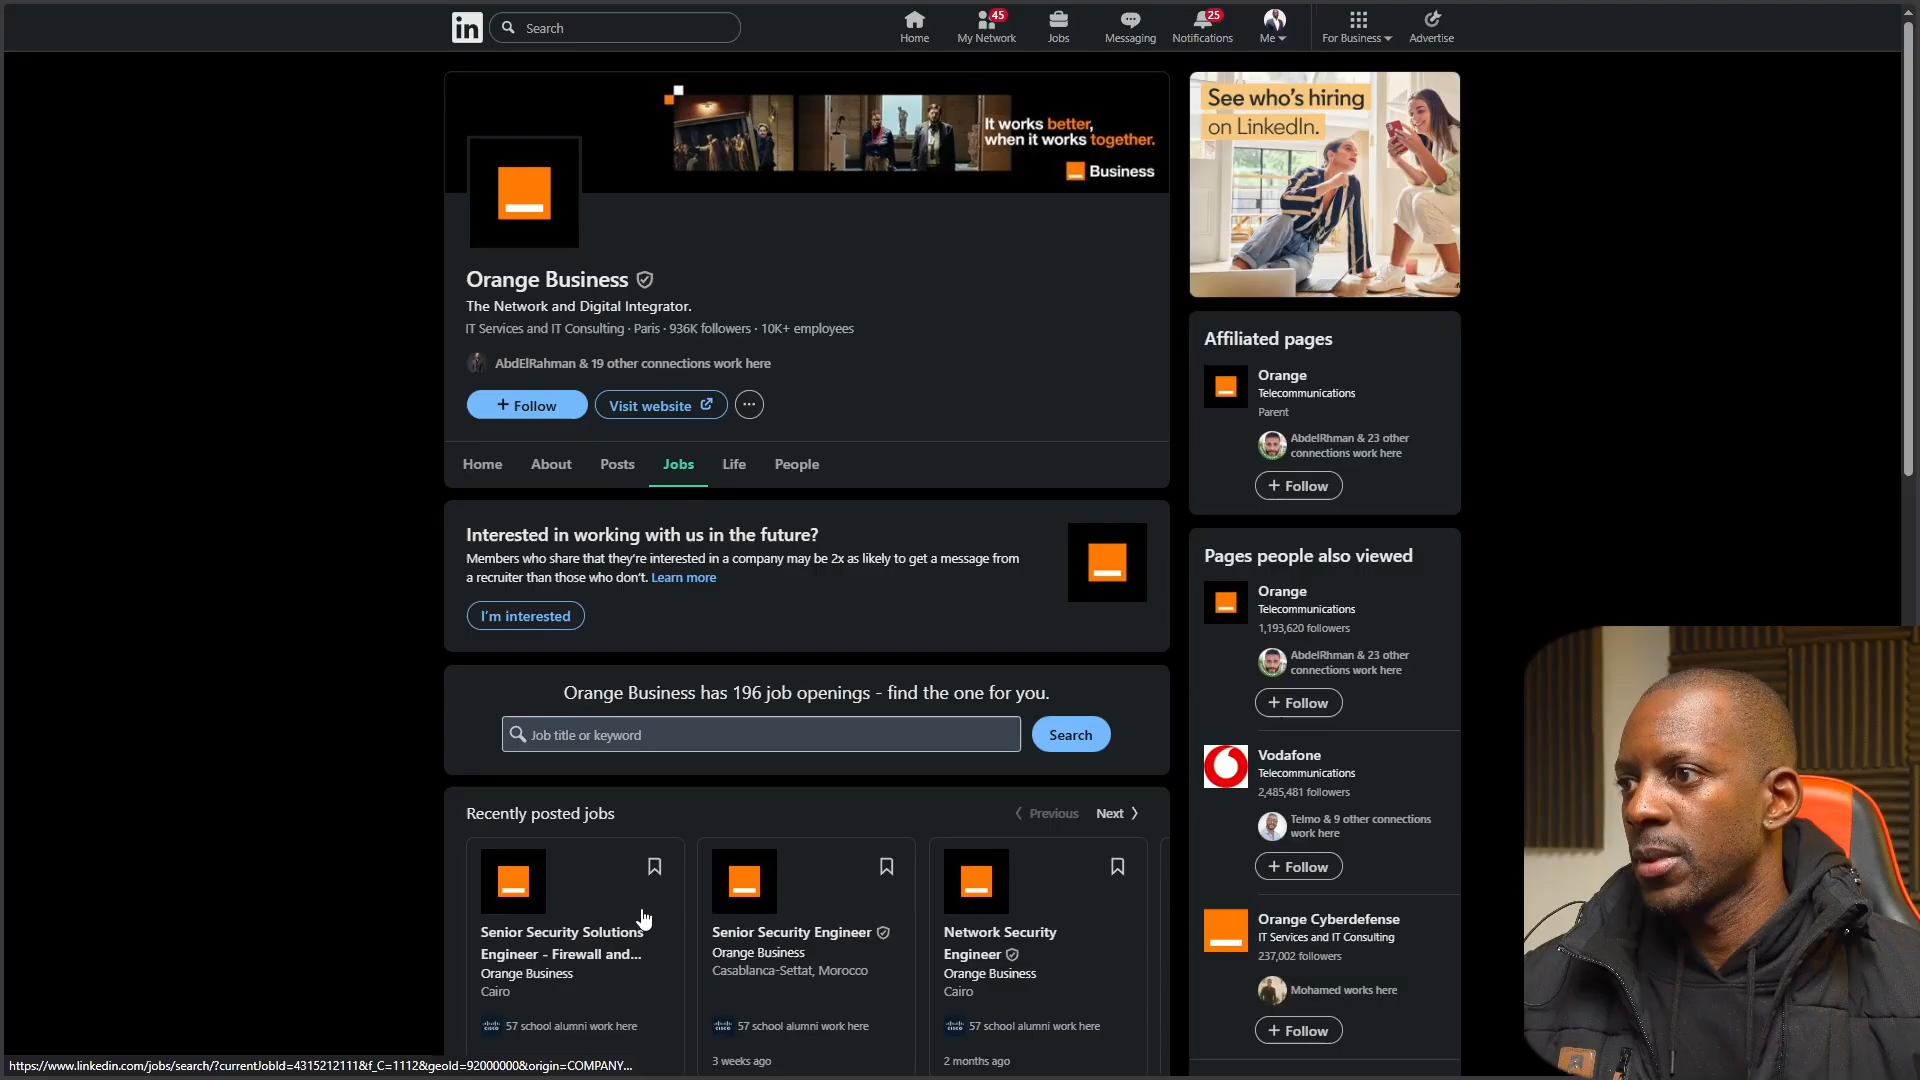 in
Search
45
25
Home
My Network
Jobs
Messaging
Notifications
Me
For Business
Advertise
It works better,
when it works together.
Business
Orange Business
The Network and Digital Integrator.
IT Services and IT Consulting · Paris · 936K followers · 10K+ employees
AbdElRahman & 19 other connections work here
+ Follow
Visit website
Home
About
Posts
Jobs
Life
People
Interested in working with us in the future?
Members who share that they're interested in a company may be 2x as likely to get a message from
a recruiter than those who don't. Learn more
I'm interested
Orange Business has 196 job openings - find the one for you.
Job title or keyword
Search
Recently posted jobs
Previous
Next
Senior Security Solutions
Engineer - Firewall and...
Orange Business
Cairo
CISCO
57 school alumni work here
Senior Security Engineer
Orange Business
Casablanca-Settat, Morocco
CISCO
57 school alumni work here
3 weeks ago
Network Security
Engineer
Orange Business
Cairo
CISCO
57 school alumni work here
2 months ago
See who's hiring
on LinkedIn.
Affiliated pages
Orange
Telecommunications
Parent
AbdelRhman & 23 other
connections work here
+ Follow
Pages people also viewed
Orange
Telecommunications
1,193,620 followers
AbdelRhman & 23 other
connections work here
+ Follow
Vodafone
Telecommunications
2,485,481 followers
Telmo & 9 other connections
work here
+ Follow
Orange Cyberdefense
IT Services and IT Consulting
237,002 followers
Mohamed works here
+ Follow
https://www.linkedin.com/jobs/search/?currentJobId=4315212111&f_C=1112&geoId=92000000&origin=COMPANY...